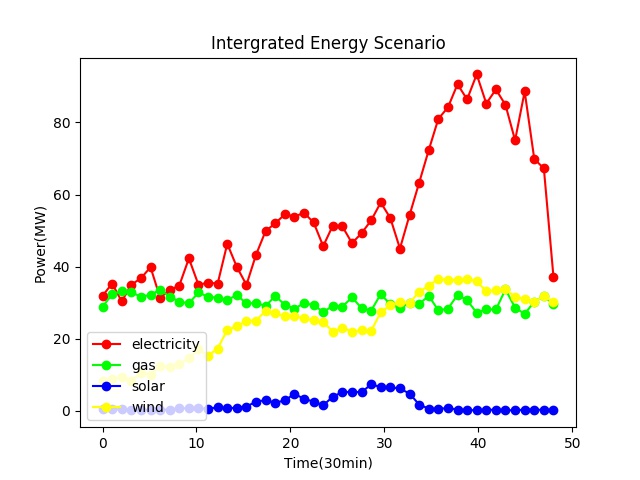 Intergrated Energy Scenario
Power(MW)
80
60
40
20
0
electricity
gas
solar
wind
0 10 20 30 40 50
Time(30min)